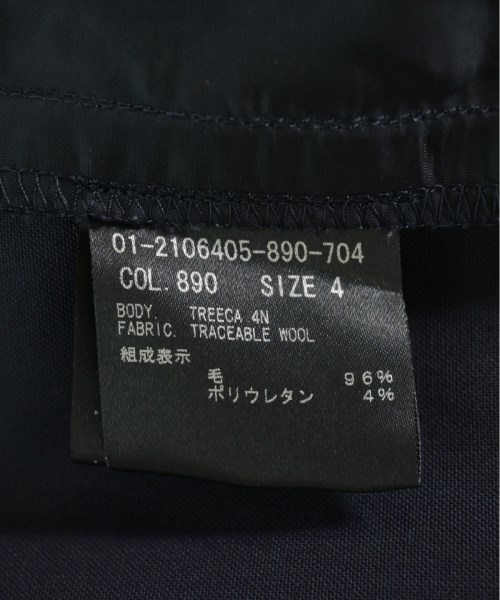 01-2106405-890-704
COL. 890 SIZE 4
BODY. TREECA 4N
FABRIC. TRACEABLE WOOL
組成表示
毛 96%
ポリウレタン 4%